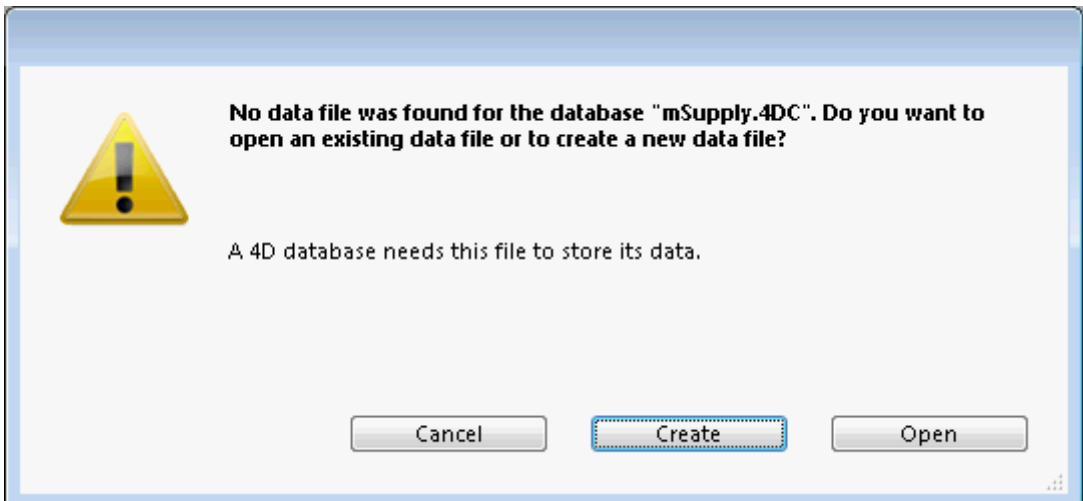 No data file was found for the database "mSupply.4DC". Do you want to
open an existing data file or to create a new data file?
A 4D database needs this file to store its data.
Cancel Create Open